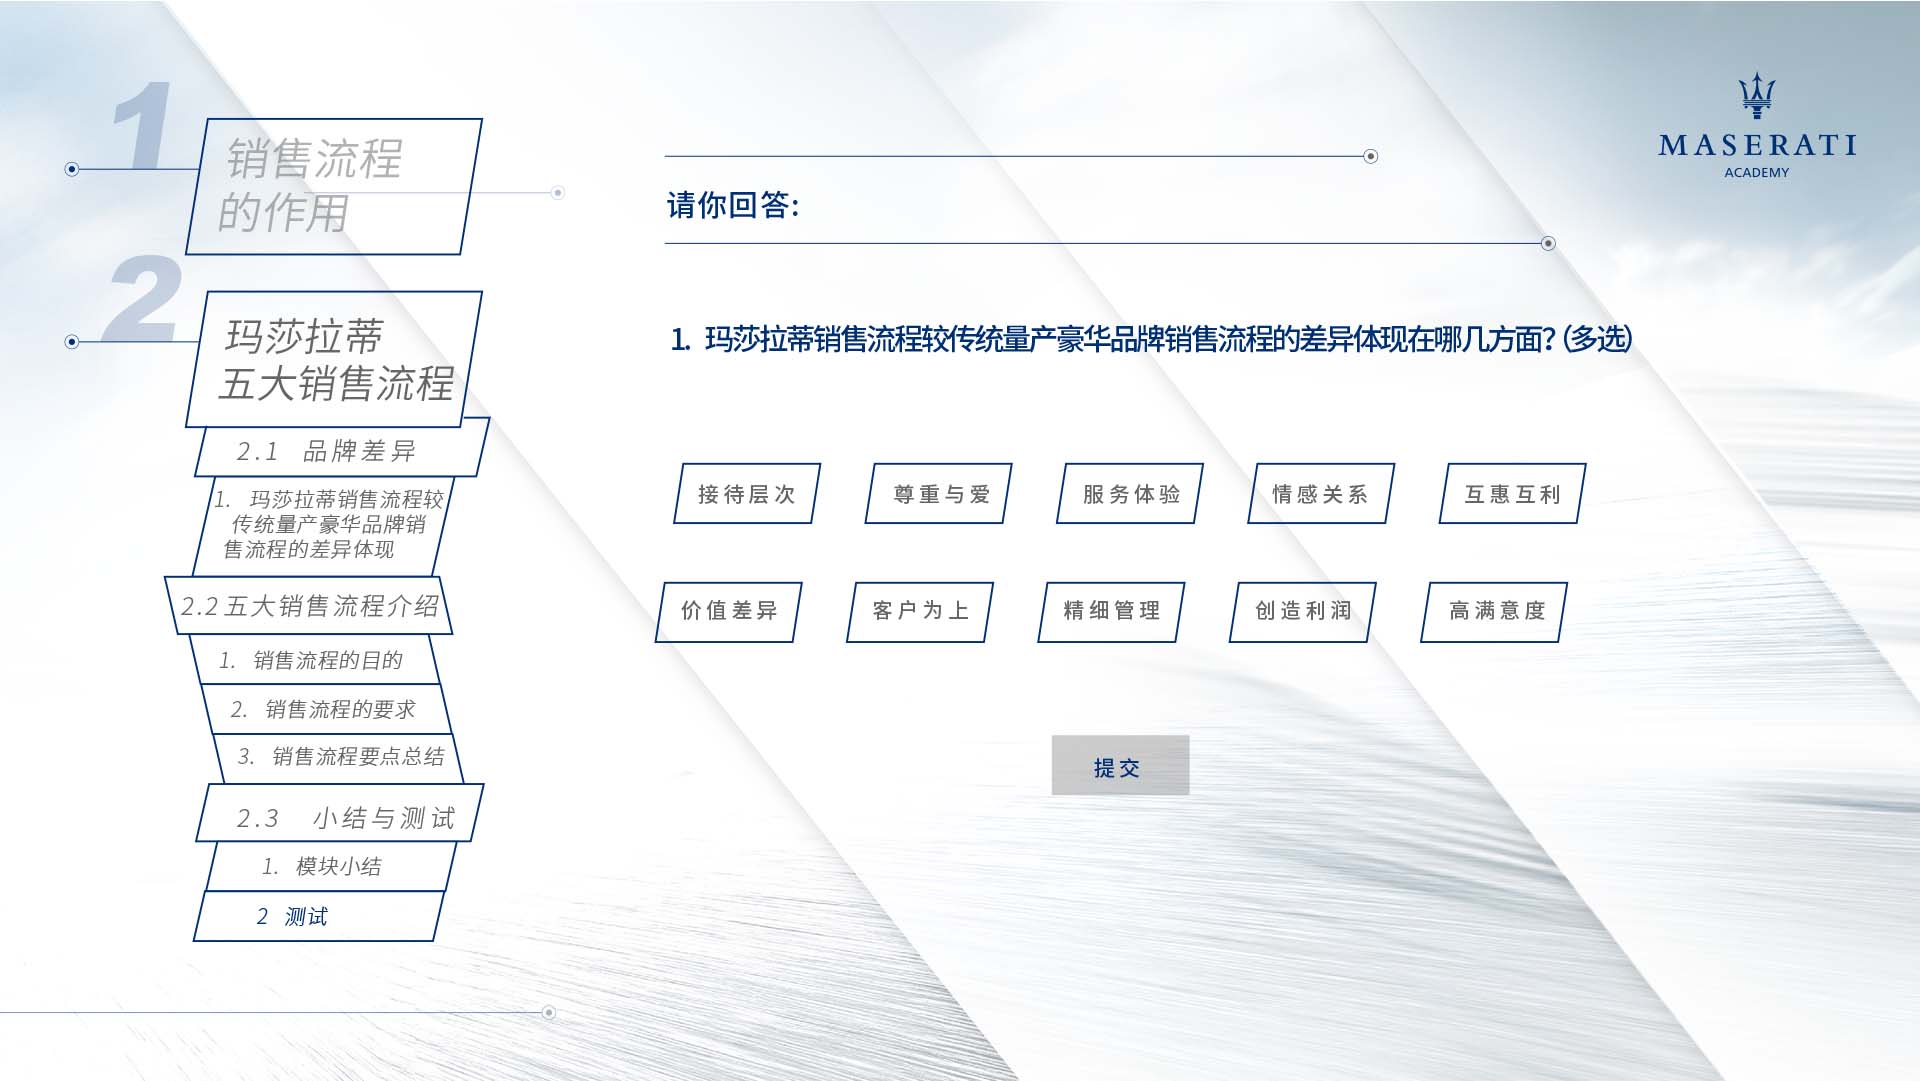 1
销售流程
的作用
2
玛莎拉蒂
五大销售流程
2.1 品牌差异
1. 玛莎拉蒂销售流程较
传统量产豪华品牌销
售流程的差异体现
2.2五大销售流程介绍
1. 销售流程的目的
2. 销售流程的要求
3. 销售流程要点总结
2.3 小结与测试
1. 模块小结
2 测试
MASERATI
ACADEMY
请你回答:
1. 玛莎拉蒂销售流程较传统量产豪华品牌销售流程的差异体现在哪几方面?(多选)
接待层次 尊重与爱 服务体验 情感关系 互惠互利
价值差异 客户为上 精细管理 创造利润 高满意度
提交